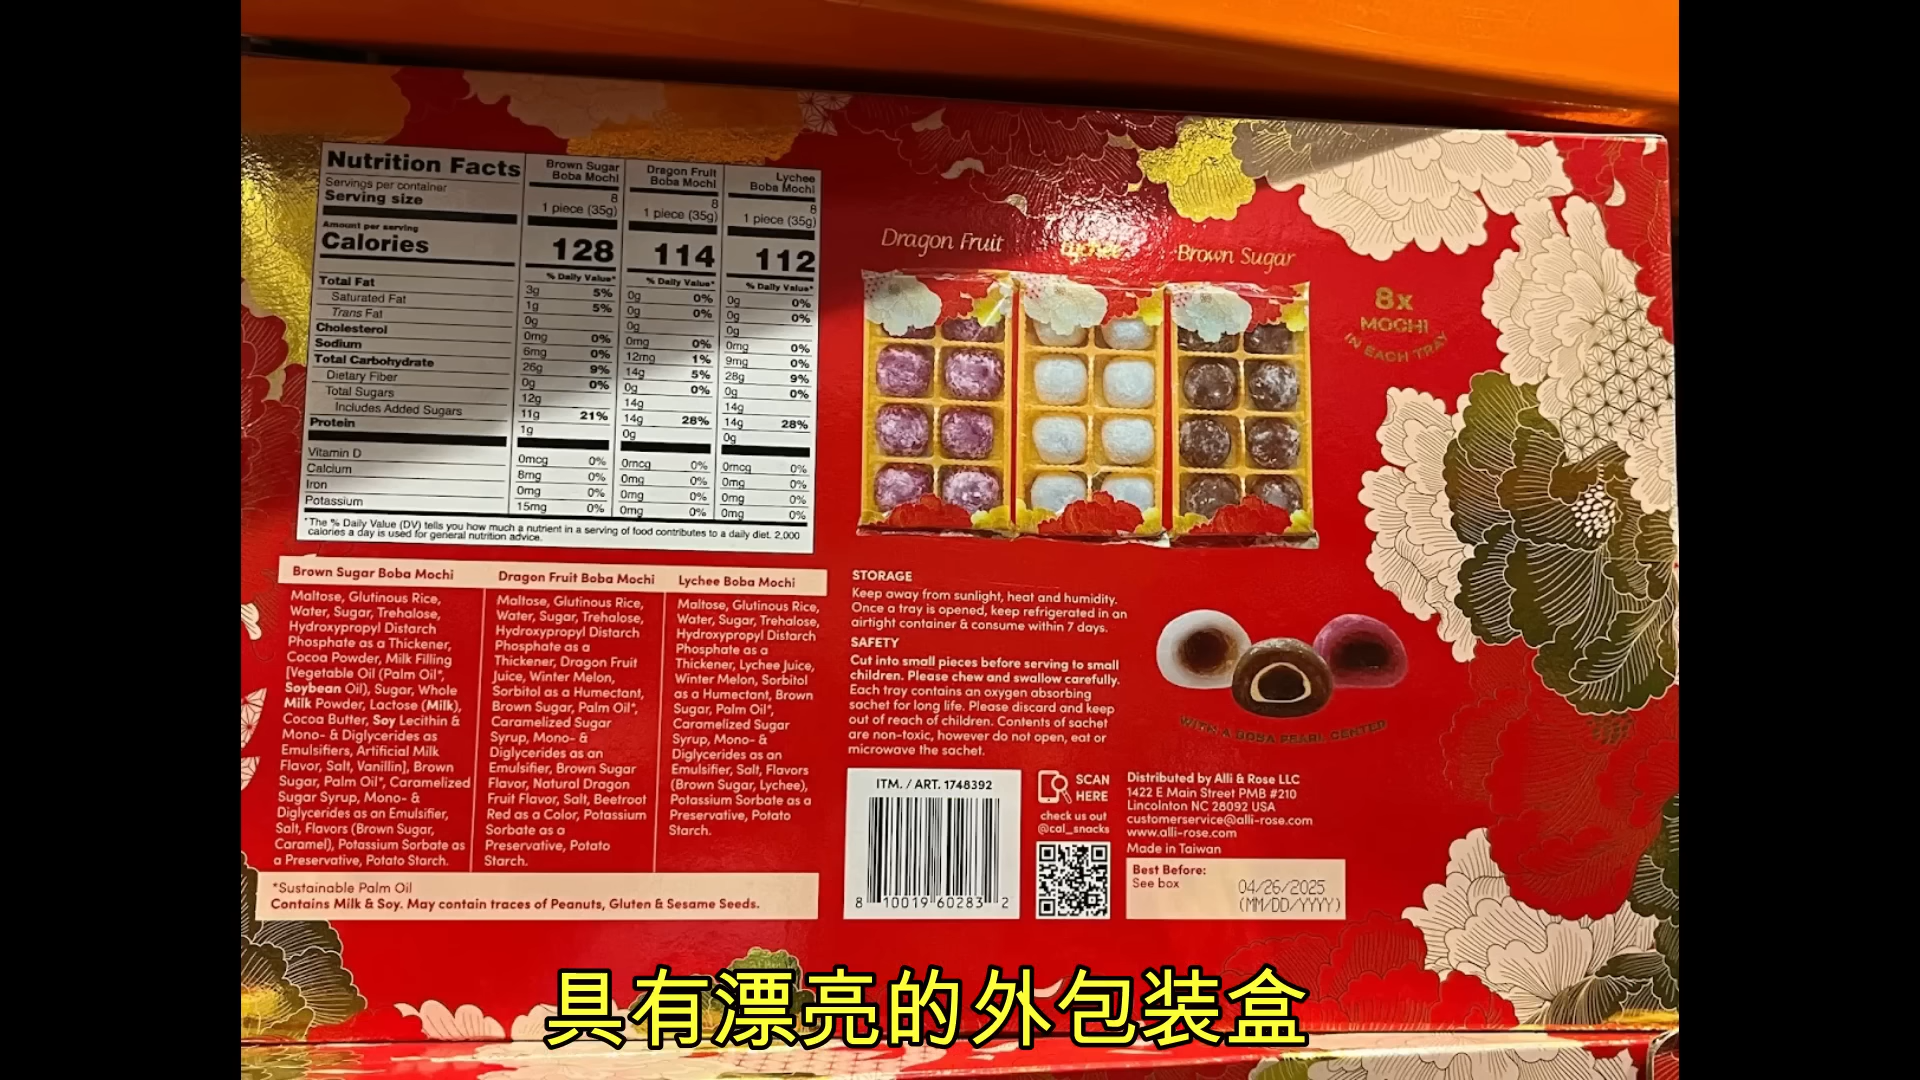 Nutrition Facts
Servings per container
Serving size
Amount per serving
Calories
Total Fat
Saturated Fat
Trans Fat
Cholesterol
Sodium
Total Carbohydrate
Dietary Fiber
Total Sugars
Includes Added Sugars
Protein
Vitamin D
Calcium
Iron
Potassium
Brown Sugar
Boba Mochi
8
1 piece (35g)
128
% Daily Value*
3g 5%
1g 5%
0g
0mg 0%
6mg 0%
26g 9%
0g 0%
12g
11g 21%
1g
0mcg 0%
8mg 0%
0mg 0%
15mg 0%
Dragon Fruit
Boba Mochi
8
1 piece (35g)
114
% Daily Value*
0g 0%
0g 0%
0g
0mg 0%
12mg 1%
14g 5%
0g 0%
14g
14g 28%
0g
0mcg 0%
0mg 0%
0mg 0%
0mg 0%
Lychee
Boba Mochi
8
1 piece (35g)
112
% Daily Value*
0g 0%
0g 0%
0g
0mg 0%
9mg 0%
28g 9%
0g 0%
14g
14g 28%
0g
0mcg 0%
0mg 0%
0mg 0%
0mg 0%
*The % Daily Value (DV) tells you how much a nutrient in a serving of food contributes to a daily diet. 2,000
calories a day is used for general nutrition advice.
Brown Sugar Boba Mochi
Maltose, Glutinous Rice,
Water, Sugar, Trehalose,
Hydroxypropyl Distarch
Phosphate as a Thickener,
Cocoa Powder, Milk Filling
[Vegetable Oil (Palm Oil*,
Soybean Oil), Sugar, Whole
Milk Powder, Lactose (Milk),
Cocoa Butter, Soy Lecithin &
Mono- & Diglycerides as
Emulsifiers, Artificial Milk
Flavor, Salt, Vanillin], Brown
Sugar, Palm Oil*, Caramelized
Sugar Syrup, Mono- &
Diglycerides as an Emulsifier,
Salt, Flavors (Brown Sugar,
Caramel), Potassium Sorbate as
a Preservative, Potato Starch.
Dragon Fruit Boba Mochi
Maltose, Glutinous Rice,
Water, Sugar, Trehalose,
Hydroxypropyl Distarch
Phosphate as a
Thickener, Dragon Fruit
Juice, Winter Melon,
Sorbitol as a Humectant,
Brown Sugar, Palm Oil*,
Caramelized Sugar
Syrup, Mono- &
Diglycerides as an
Emulsifier, Brown Sugar
Flavor, Natural Dragon
Fruit Flavor, Salt, Beetroot
Red as a Color, Potassium
Sorbate as a
Preservative, Potato
Starch.
Lychee Boba Mochi
Maltose, Glutinous Rice,
Water, Sugar, Trehalose,
Hydroxypropyl Distarch
Phosphate as a
Thickener, Lychee Juice,
Winter Melon, Sorbitol
as a Humectant, Brown
Sugar, Palm Oil*,
Caramelized Sugar
Syrup, Mono- &
Diglycerides as an
Emulsifier, Salt, Flavors
(Brown Sugar, Lychee),
Potassium Sorbate as a
Preservative, Potato
Starch.
*Sustainable Palm Oil
Contains Milk & Soy. May contain traces of Peanuts, Gluten & Sesame Seeds.
Dragon Fruit
Lychee
Brown Sugar
8x
MOCHI
IN EACH TRAY
STORAGE
Keep away from sunlight, heat and humidity.
Once a tray is opened, keep refrigerated in an
airtight container & consume within 7 days.
SAFETY
Cut into small pieces before serving to small
children. Please chew and swallow carefully.
Each tray contains an oxygen absorbing
sachet for long life. Please discard and keep
out of reach of children. Contents of sachet
are non-toxic, however do not open, eat or
microwave the sachet.
WITH A BOBA PEARL CENTER
ITM. / ART. 1748392
8 10019 60283 2
SCAN
HERE
check us out
@cal_snacks
Distributed by Alli & Rose LLC
1422 E Main Street PMB #210
Lincolnton NC 28092 USA
customerservice@alli-rose.com
www.alli-rose.com
Made in Taiwan
Best Before:
See box
04/26/2025
(MM/DD/YYYY)
具有漂亮的外包装盒